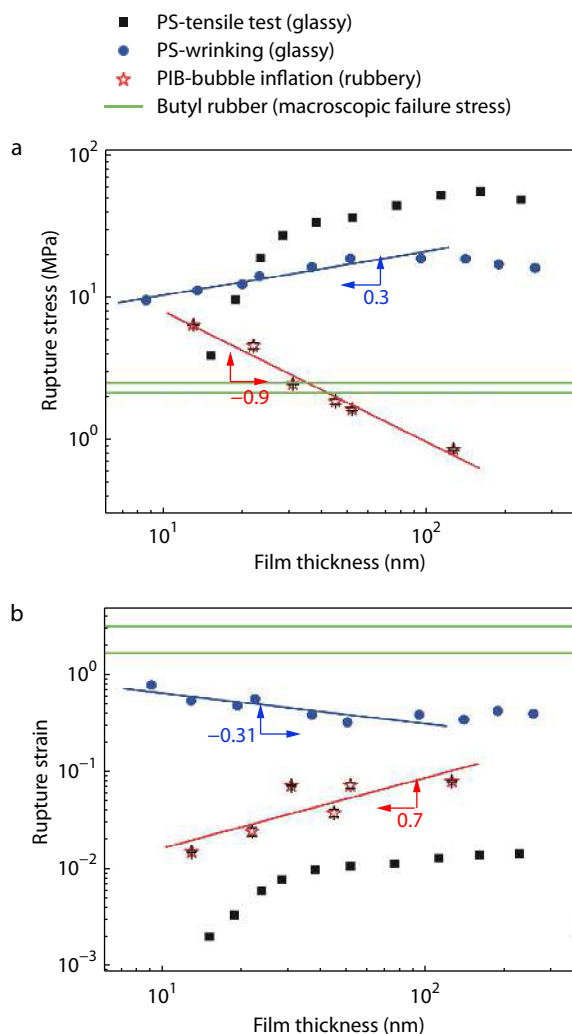 PS-tensile test (glassy)
PS-wrinking (glassy)
PIB-bubble inflation (rubbery)
Butyl rubber (macroscopic failure stress)
a
10²
10¹
10⁰
Rupture stress (MPa)
0.3
−0.9
10¹
10²
Film thickness (nm)
b
10⁰
10⁻¹
10⁻²
10⁻³
Rupture strain
−0.31
0.7
10¹
10²
Film thickness (nm)